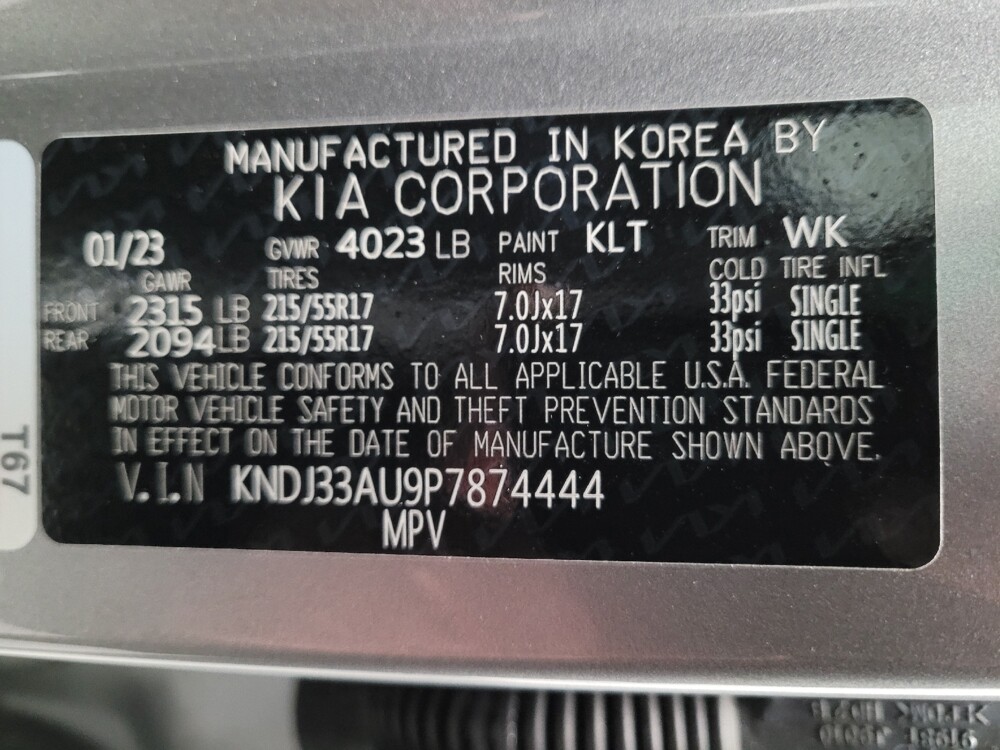 MANUFACTURED IN KOREA BY
KIA CORPORATION
01/23 GVWR 4023 LB PAINT KLT TRIM WK
GAWR TIRES RIMS COLD TIRE INFL
FRONT 2315 LB 215/55R17 7.0Jx17 33psi SINGLE
REAR 2094 LB 215/55R17 7.0Jx17 33psi SINGLE
THIS VEHICLE CONFORMS TO ALL APPLICABLE U.S.A. FEDERAL
MOTOR VEHICLE SAFETY AND THEFT PREVENTION STANDARDS
IN EFFECT ON THE DATE OF MANUFACTURE SHOWN ABOVE.
V.I.N KNDJ33AU9P7874444
MPV
T67